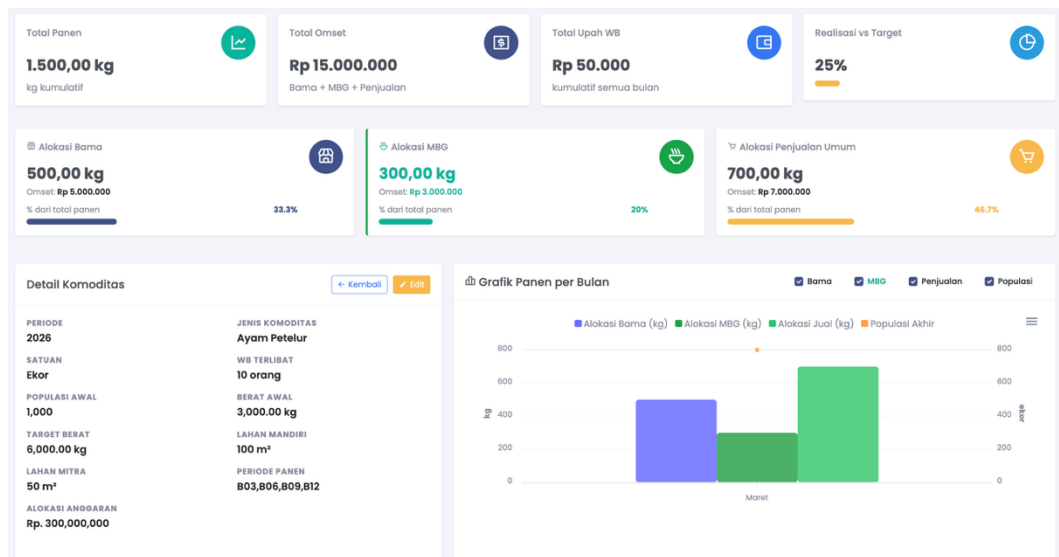 Total Panen
1.500,00 kg
kg kumulatif
Total Omset
Rp 15.000.000
Bama + MBG + Penjualan
Total Upah WB
Rp 50.000
kumulatif semua bulan
Realisasi vs Target
25%
Alokasi Bama
500,00 kg
Omset: Rp 5.000.000
% dari total panen 33.3%
Alokasi MBG
300,00 kg
Omset: Rp 3.000.000
% dari total panen 20%
Alokasi Penjualan Umum
700,00 kg
Omset: Rp 7.000.000
% dari total panen 46.7%
Detail Komoditas
← Kembali
Edit
PERIODE
2026
JENIS KOMODITAS
Ayam Petelur
SATUAN
Ekor
WB TERLIBAT
10 orang
POPULASI AWAL
1,000
BERAT AWAL
3,000.00 kg
TARGET BERAT
6,000.00 kg
LAHAN MANDIRI
100 m²
LAHAN MITRA
50 m²
PERIODE PANEN
B03,B06,B09,B12
ALOKASI ANGGARAN
Rp. 300,000,000
Grafik Panen per Bulan
Bama MBG Penjualan Populasi
Alokasi Bama (kg) Alokasi MBG (kg) Alokasi Jual (kg) Populasi Akhir
800 800
600 600
400 400
200 200
0 0
kg
ekor
Maret